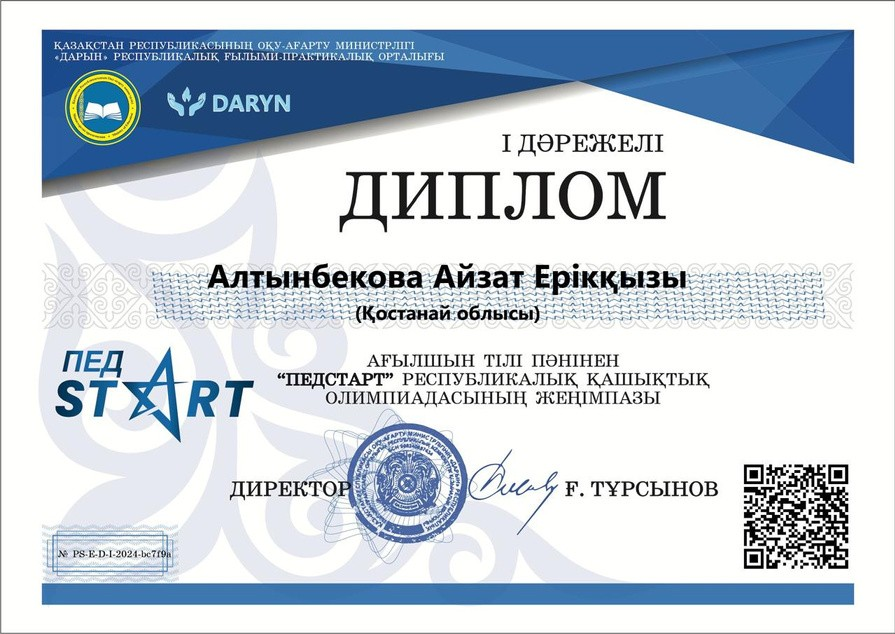 ҚАЗАҚСТАН РЕСПУБЛИКАСЫНЫҢ ОҚУ-АҒАРТУ МИНИСТРЛІГІ
«ДАРЫН» РЕСПУБЛИКАЛЫҚ ҒЫЛЫМИ-ПРАКТИКАЛЫҚ ОРТАЛЫҒЫ
DARYN
І ДӘРЕЖЕЛІ
ДИПЛОМ
Алтынбекова Айзат Ерікқызы
(Қостанай облысы)
ПЕД
START
АҒЫЛШЫН ТІЛІ ПӘНІНЕН
“ПЕДСТАРТ” РЕСПУБЛИКАЛЫҚ ҚАШЫҚТЫҚ
ОЛИМПИАДАСЫНЫҢ ЖЕҢІМПАЗЫ
ДИРЕКТОР Ғ. ТҰРСЫНОВ
№ PS-E-D-I-2024-bc7f9a